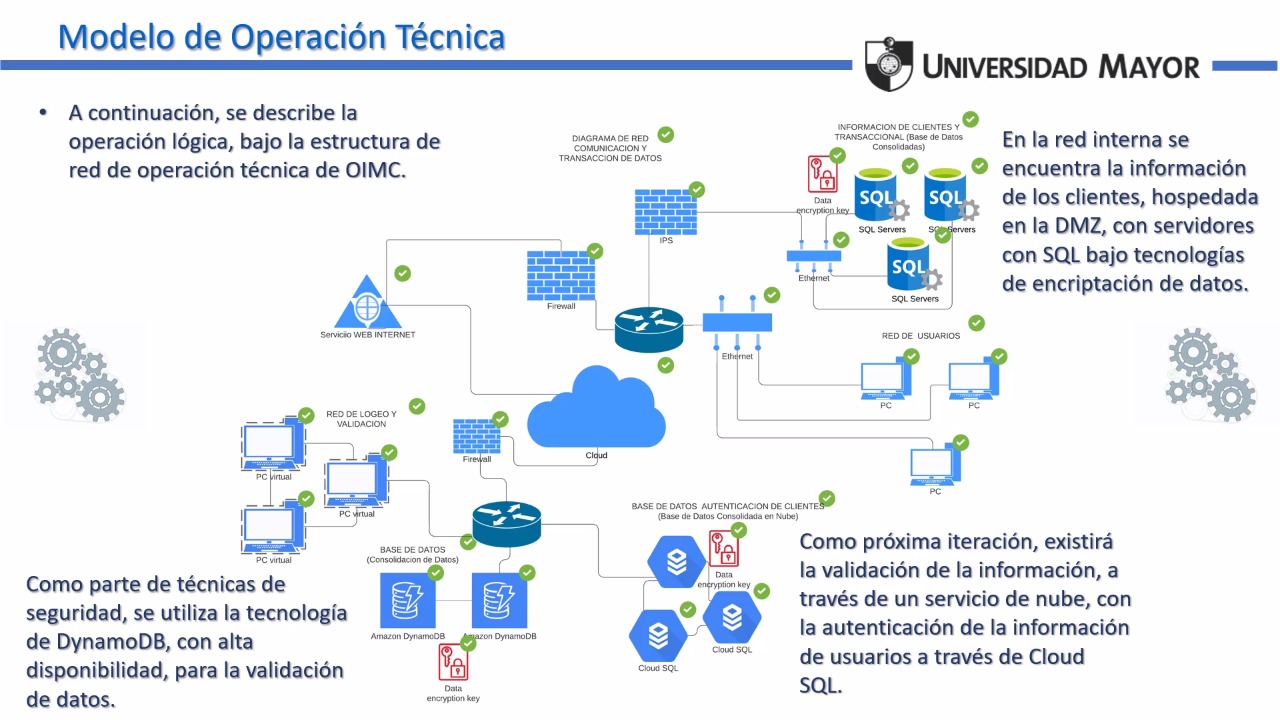 Modelo de Operación Técnica
UNIVERSIDAD MAYOR
• A continuación, se describe la
operación lógica, bajo la estructura de
red de operación técnica de OIMC.
DIAGRAMA DE RED
COMUNICACION Y
TRANSACCION DE DATOS
INFORMACION DE CLIENTES Y
TRANSACCIONAL (Base de Datos
Consolidadas)
En la red interna se
encuentra la información
de los clientes, hospedada
en la DMZ, con servidores
con SQL bajo tecnologías
de encriptación de datos.
Data
encryption key
SQL
SQL
SQL Servers
SQL Servers
IPS
Ethernet
SQL
SQL Servers
Firewall
Serviciio WEB INTERNET
Ethernet
RED DE USUARIOS
PC
PC
PC
Cloud
RED DE LOGEO Y
VALIDACION
Firewall
PC virtual
PC virtual
PC virtual
BASE DE DATOS
(Consolidacion de Datos)
Amazon DynamoDB
Amazon DynamoDB
Data
encryption key
BASE DE DATOS AUTENTICACION DE CLIENTES
(Base de Datos Consolidada en Nube)
Data
encryption key
Cloud SQL
Cloud SQL
Como parte de técnicas de
seguridad, se utiliza la tecnología
de DynamoDB, con alta
disponibilidad, para la validación
de datos.
Como próxima iteración, existirá
la validación de la información, a
través de un servicio de nube, con
la autenticación de la información
de usuarios a través de Cloud
SQL.